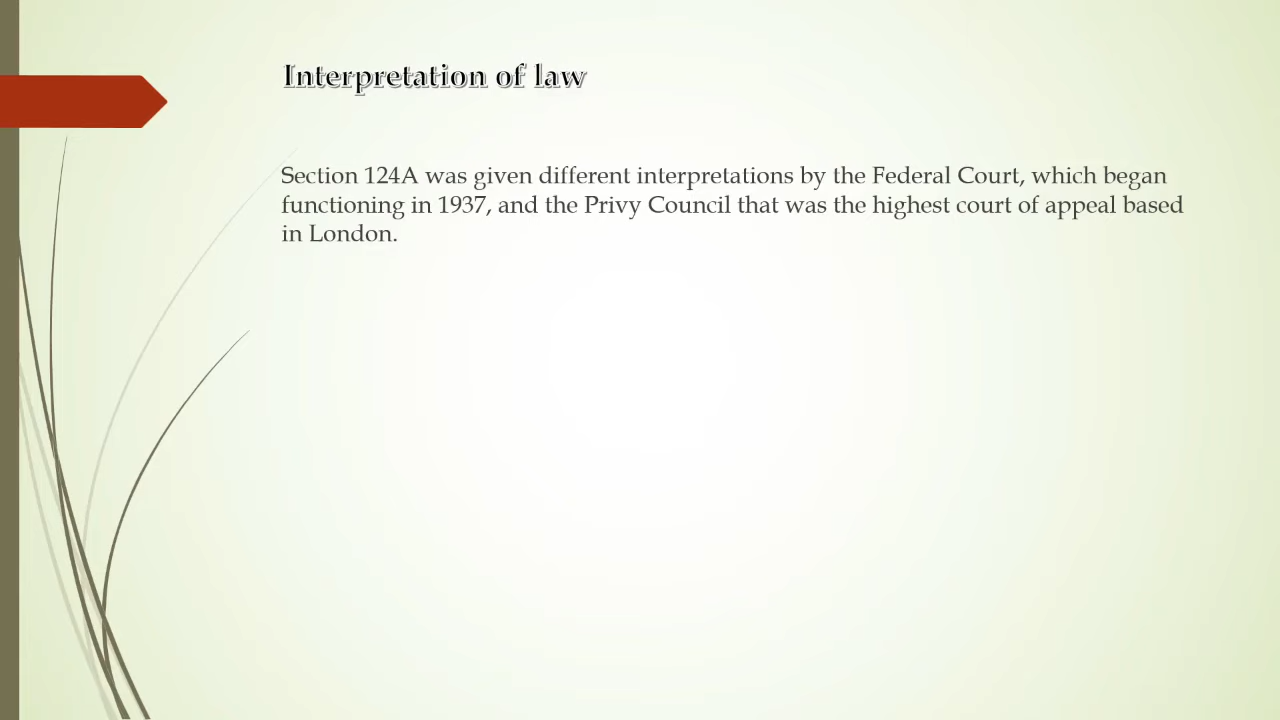 Interpretation of law
Section 124A was given different interpretations by the Federal Court, which began
functioning in 1937, and the Privy Council that was the highest court of appeal based
in London.